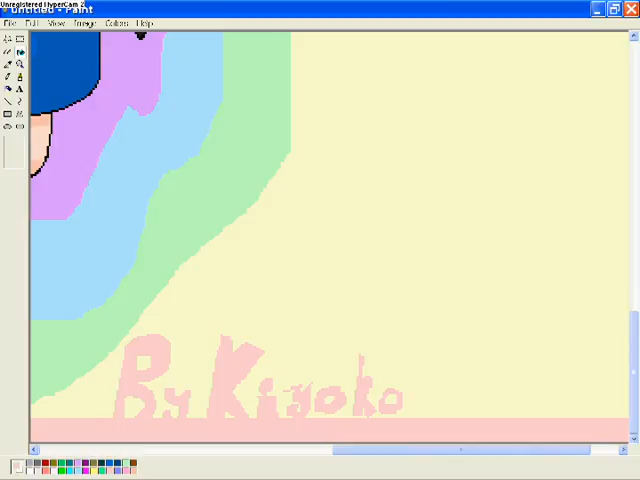 Unregistered HyperCam 2
untitled - Paint
File Edit View Image Colors Help
By Kiyoko